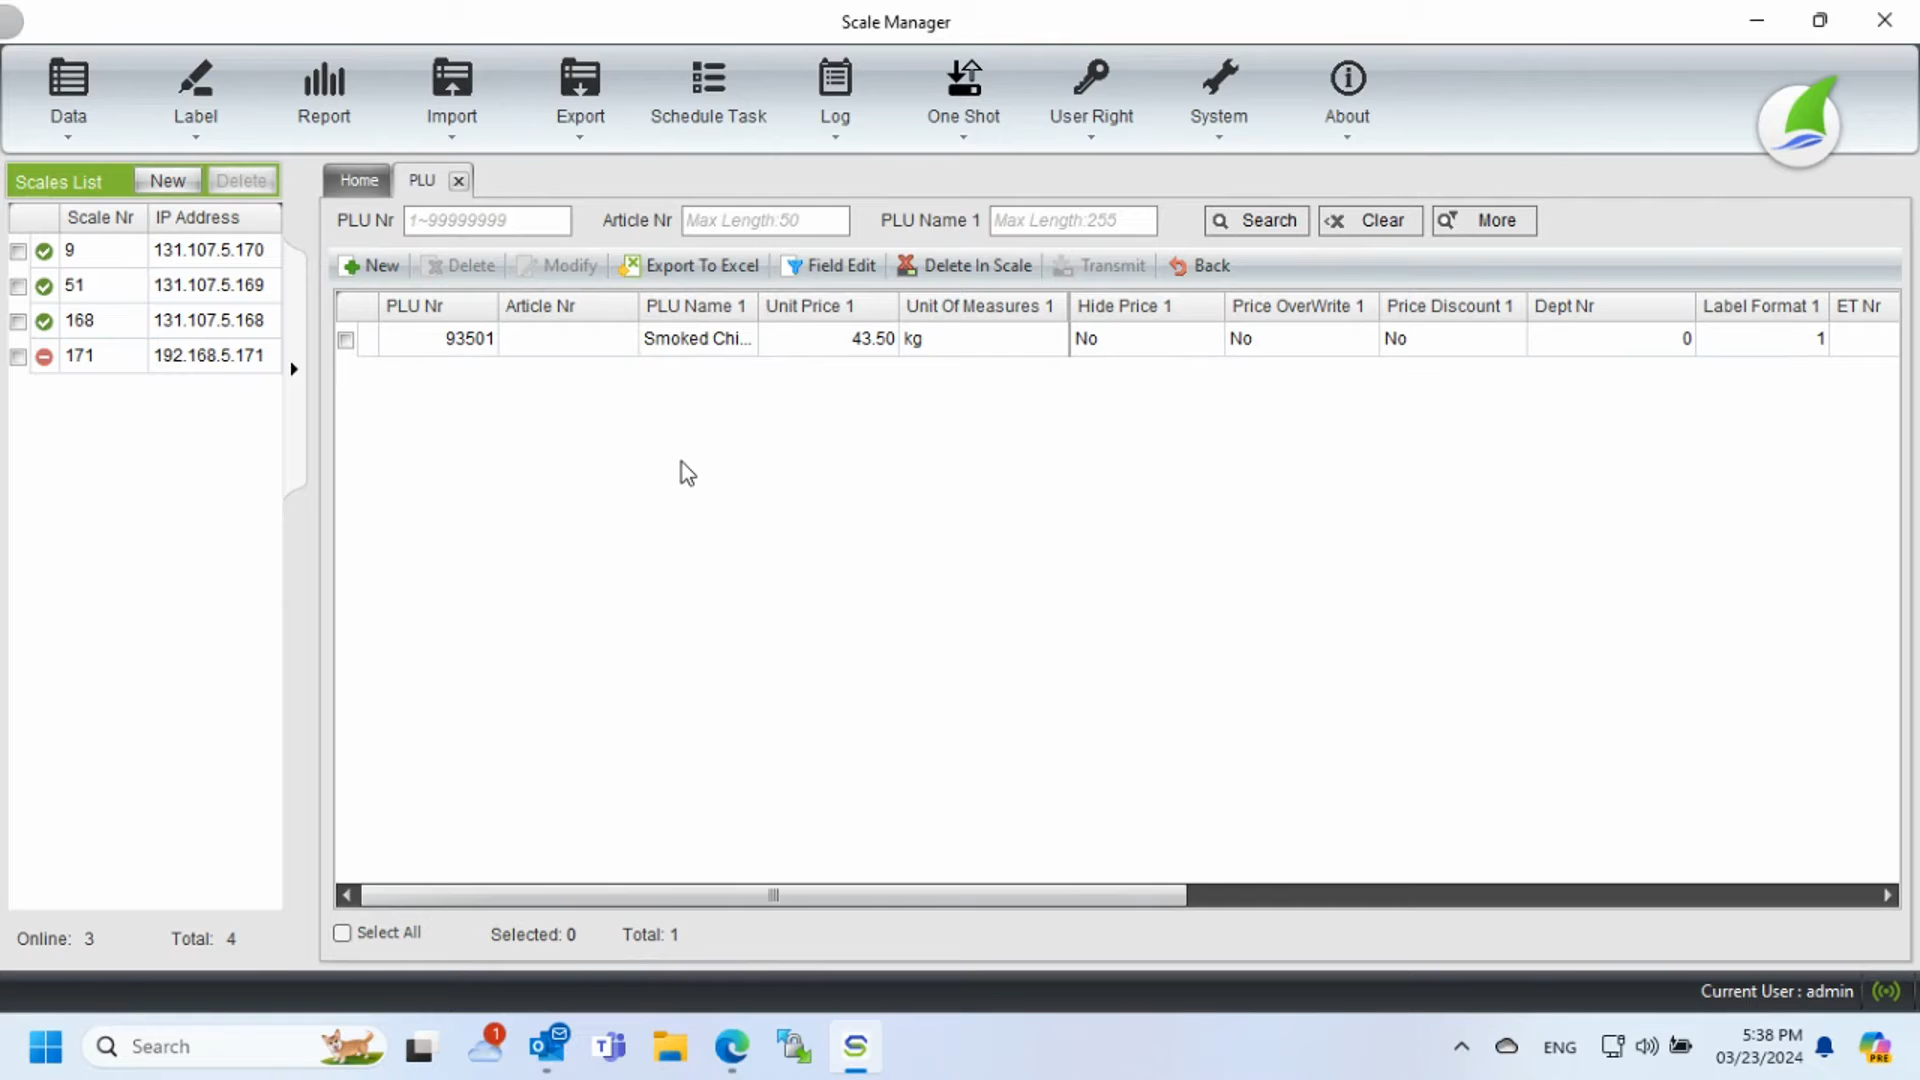 Scale Manager
Data Label Report Import Export Schedule Task Log One Shot User Right System About
Scales List New Delete
Scale Nr IP Address
9 131.107.5.170
51 131.107.5.169
168 131.107.5.168
171 192.168.5.171
Online: 3 Total: 4
Home PLU
PLU Nr 1~99999999 Article Nr Max Length:50 PLU Name 1 Max Length:255 Search Clear More
New Delete Modify Export To Excel Field Edit Delete In Scale Transmit Back
PLU Nr Article Nr PLU Name 1 Unit Price 1 Unit Of Measures 1 Hide Price 1 Price OverWrite 1 Price Discount 1 Dept Nr Label Format 1 ET Nr
93501 Smoked Chi... 43.50 kg No No No 0 1
Select All Selected: 0 Total: 1
Current User : admin
Search 1 ENG 5:38 PM
03/23/2024
PRE